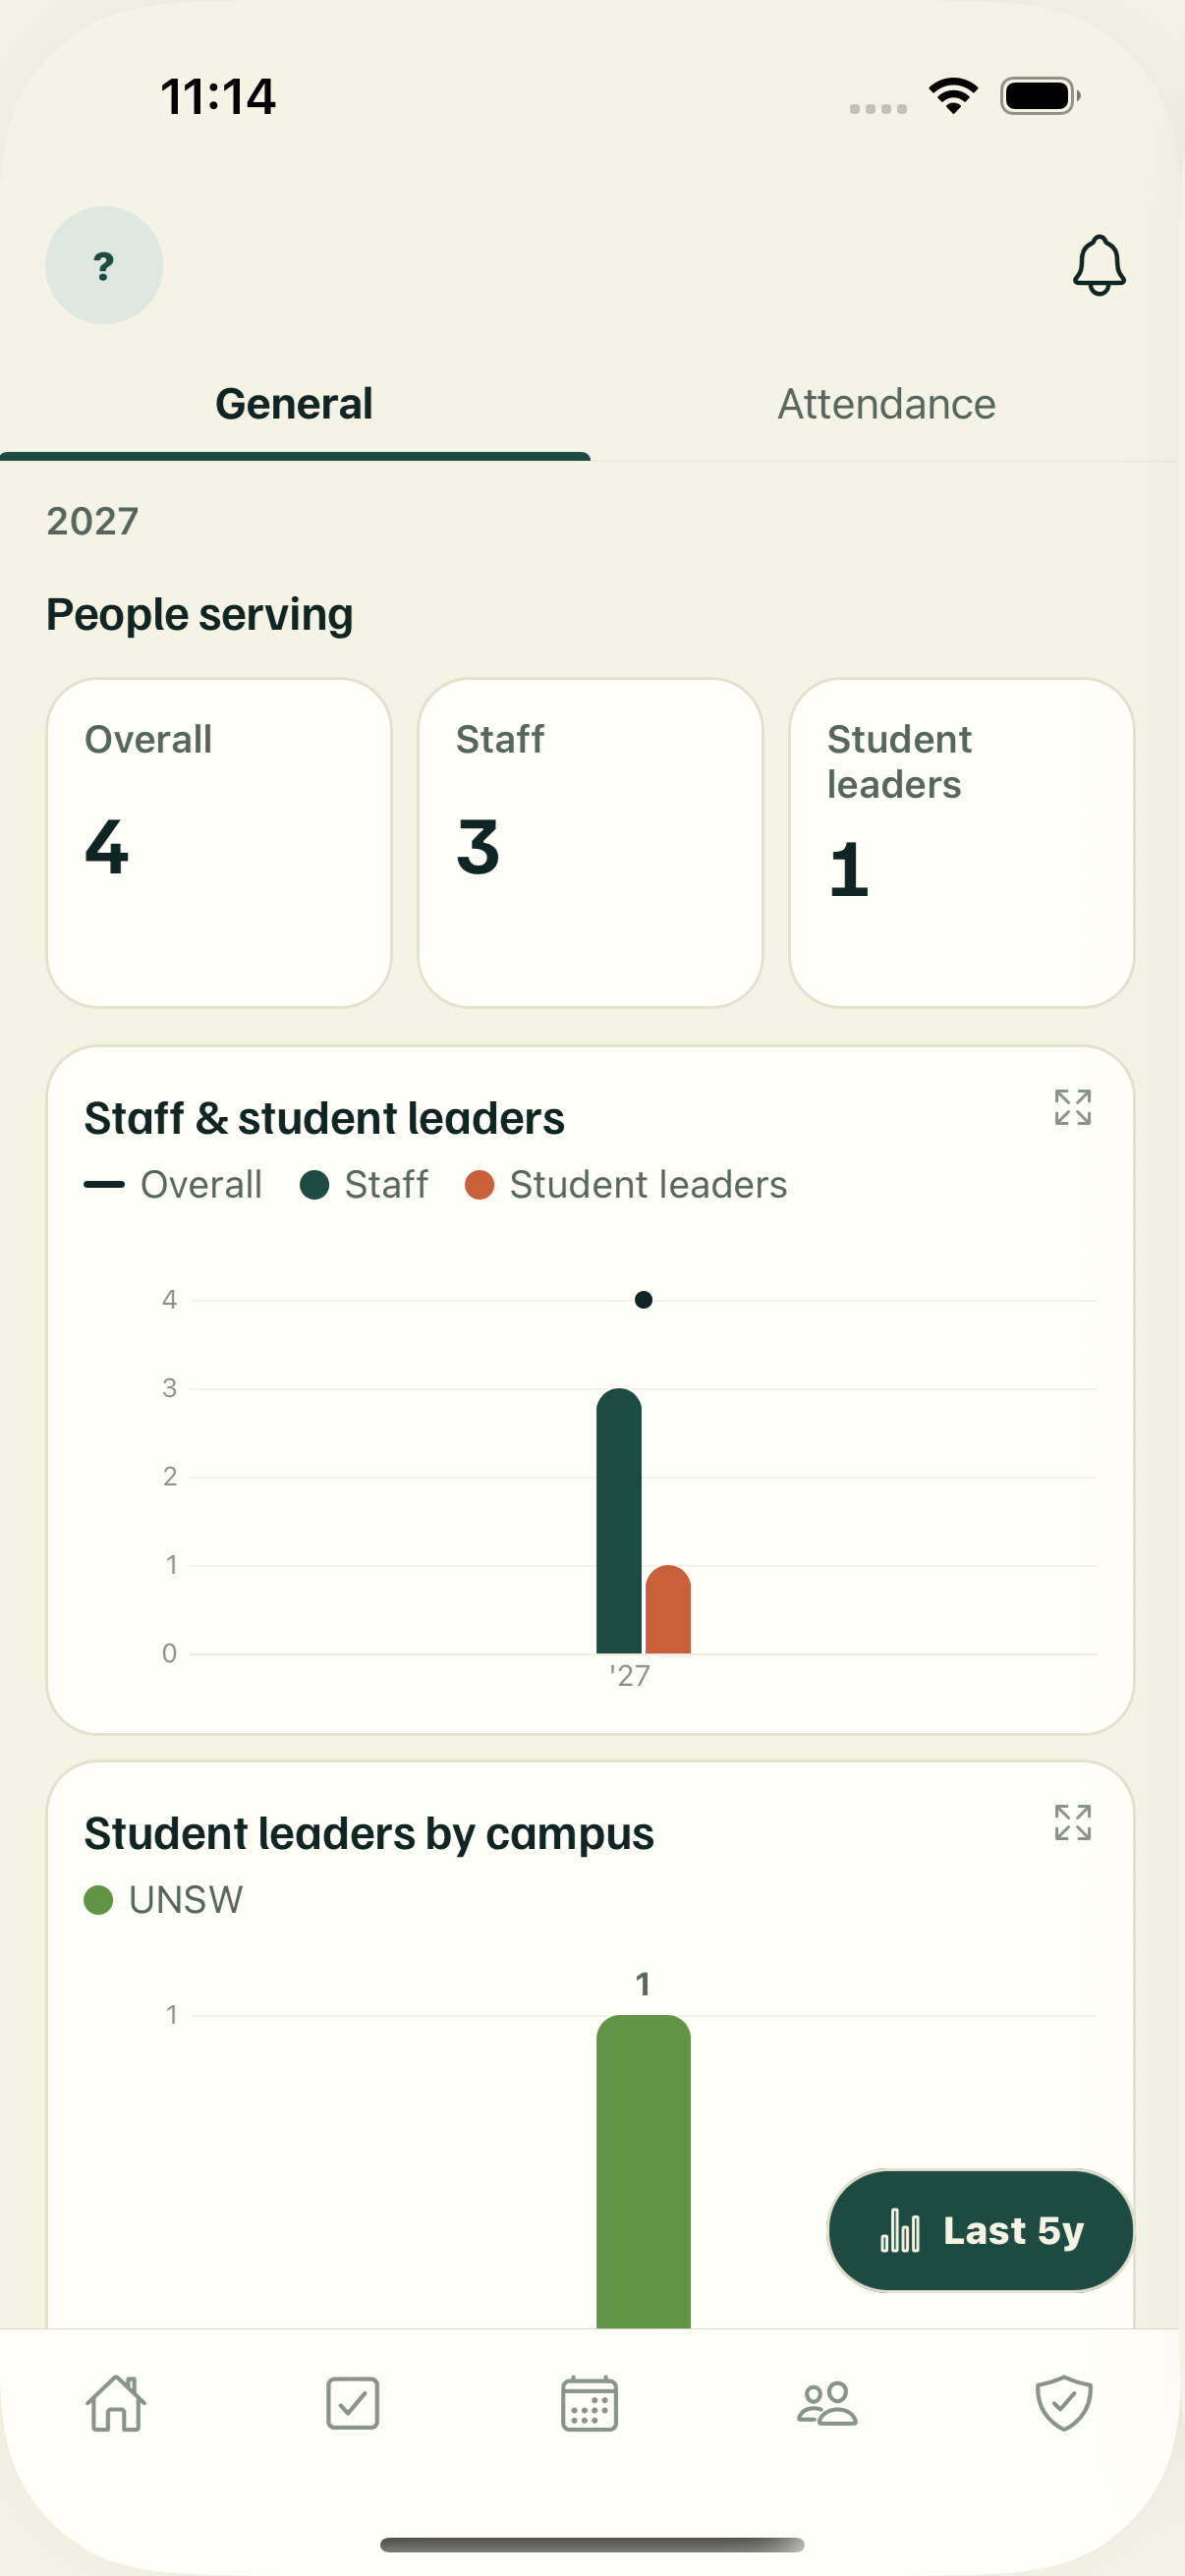 11:14
?
General
Attendance
2027
People serving
Overall
4
Staff
3
Student
leaders
1
Staff & student leaders
Overall
Staff
Student leaders
4
3
2
1
0
'27
Student leaders by campus
UNSW
1
1
Last 5y